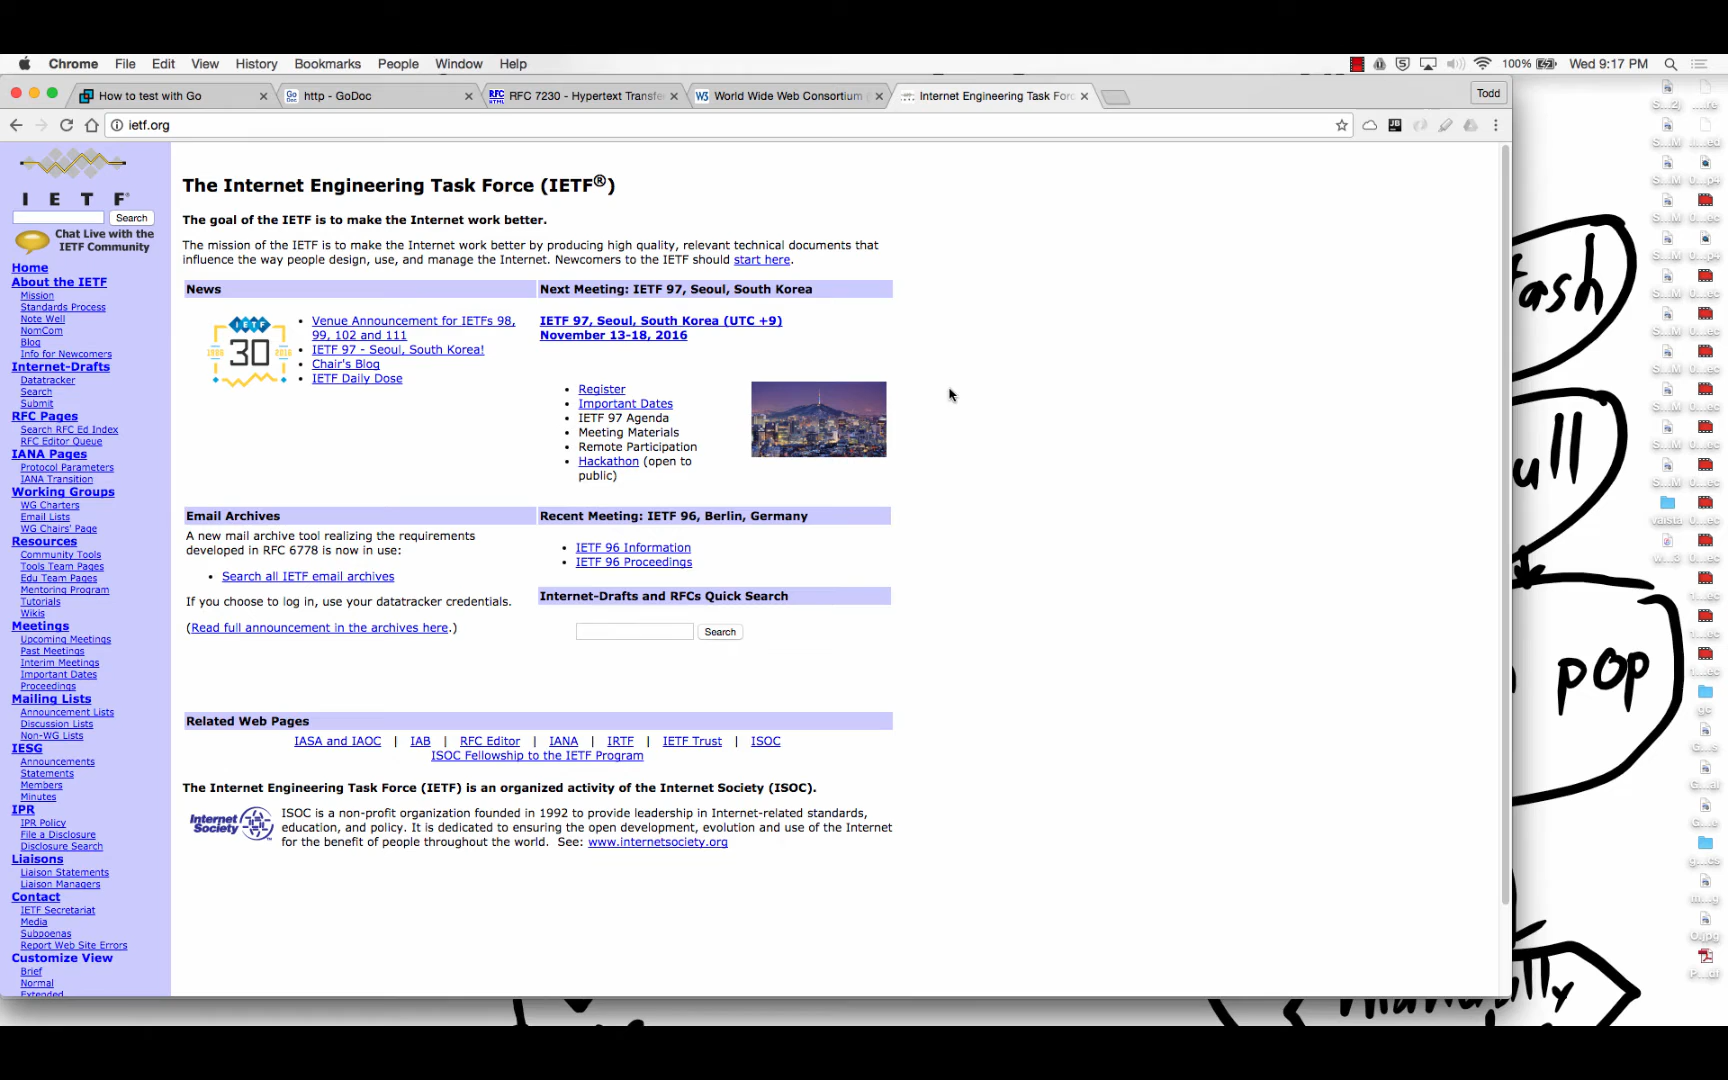 Chrome File Edit View History Bookmarks People Window Help 100% Wed 9:17 PM
How to test with Go http - GoDoc RFC 7230 - Hypertext Transfe World Wide Web Consortium Internet Engineering Task Forc Todd
ietf.org
I E T F®
Search
Chat Live with the
IETF Community
Home
About the IETF
Mission
Standards Process
Note Well
NomCom
Blog
Info for Newcomers
Internet-Drafts
Datatracker
Search
Submit
RFC Pages
Search RFC Ed Index
RFC Editor Queue
IANA Pages
Protocol Parameters
IANA Transition
Working Groups
WG Charters
Email Lists
WG Chairs' Page
Resources
Community Tools
Tools Team Pages
Edu Team Pages
Mentoring Program
Tutorials
Wikis
Meetings
Upcoming Meetings
Past Meetings
Interim Meetings
Important Dates
Proceedings
Mailing Lists
Announcement Lists
Discussion Lists
Non-WG Lists
IESG
Announcements
Statements
Members
Minutes
IPR
IPR Policy
File a Disclosure
Disclosure Search
Liaisons
Liaison Statements
Liaison Managers
Contact
IETF Secretariat
Media
Subpoenas
Report Web Site Errors
Customize View
Brief
Normal
Extended
The Internet Engineering Task Force (IETF®)
The goal of the IETF is to make the Internet work better.
The mission of the IETF is to make the Internet work better by producing high quality, relevant technical documents that
influence the way people design, use, and manage the Internet. Newcomers to the IETF should start here.
News
IETF
1986 30 2016
• Venue Announcement for IETFs 98,
99, 102 and 111
• IETF 97 - Seoul, South Korea!
• Chair's Blog
• IETF Daily Dose
Next Meeting: IETF 97, Seoul, South Korea
IETF 97, Seoul, South Korea (UTC +9)
November 13-18, 2016
• Register
• Important Dates
• IETF 97 Agenda
• Meeting Materials
• Remote Participation
• Hackathon (open to
public)
Email Archives
A new mail archive tool realizing the requirements
developed in RFC 6778 is now in use:
• Search all IETF email archives
If you choose to log in, use your datatracker credentials.
(Read full announcement in the archives here.)
Recent Meeting: IETF 96, Berlin, Germany
• IETF 96 Information
• IETF 96 Proceedings
Internet-Drafts and RFCs Quick Search
Search
Related Web Pages
IASA and IAOC | IAB | RFC Editor | IANA | IRTF | IETF Trust | ISOC
ISOC Fellowship to the IETF Program
The Internet Engineering Task Force (IETF) is an organized activity of the Internet Society (ISOC).
Internet
Society
ISOC is a non-profit organization founded in 1992 to provide leadership in Internet-related standards,
education, and policy. It is dedicated to ensuring the open development, evolution and use of the Internet
for the benefit of people throughout the world. See: www.internetsociety.org
pop